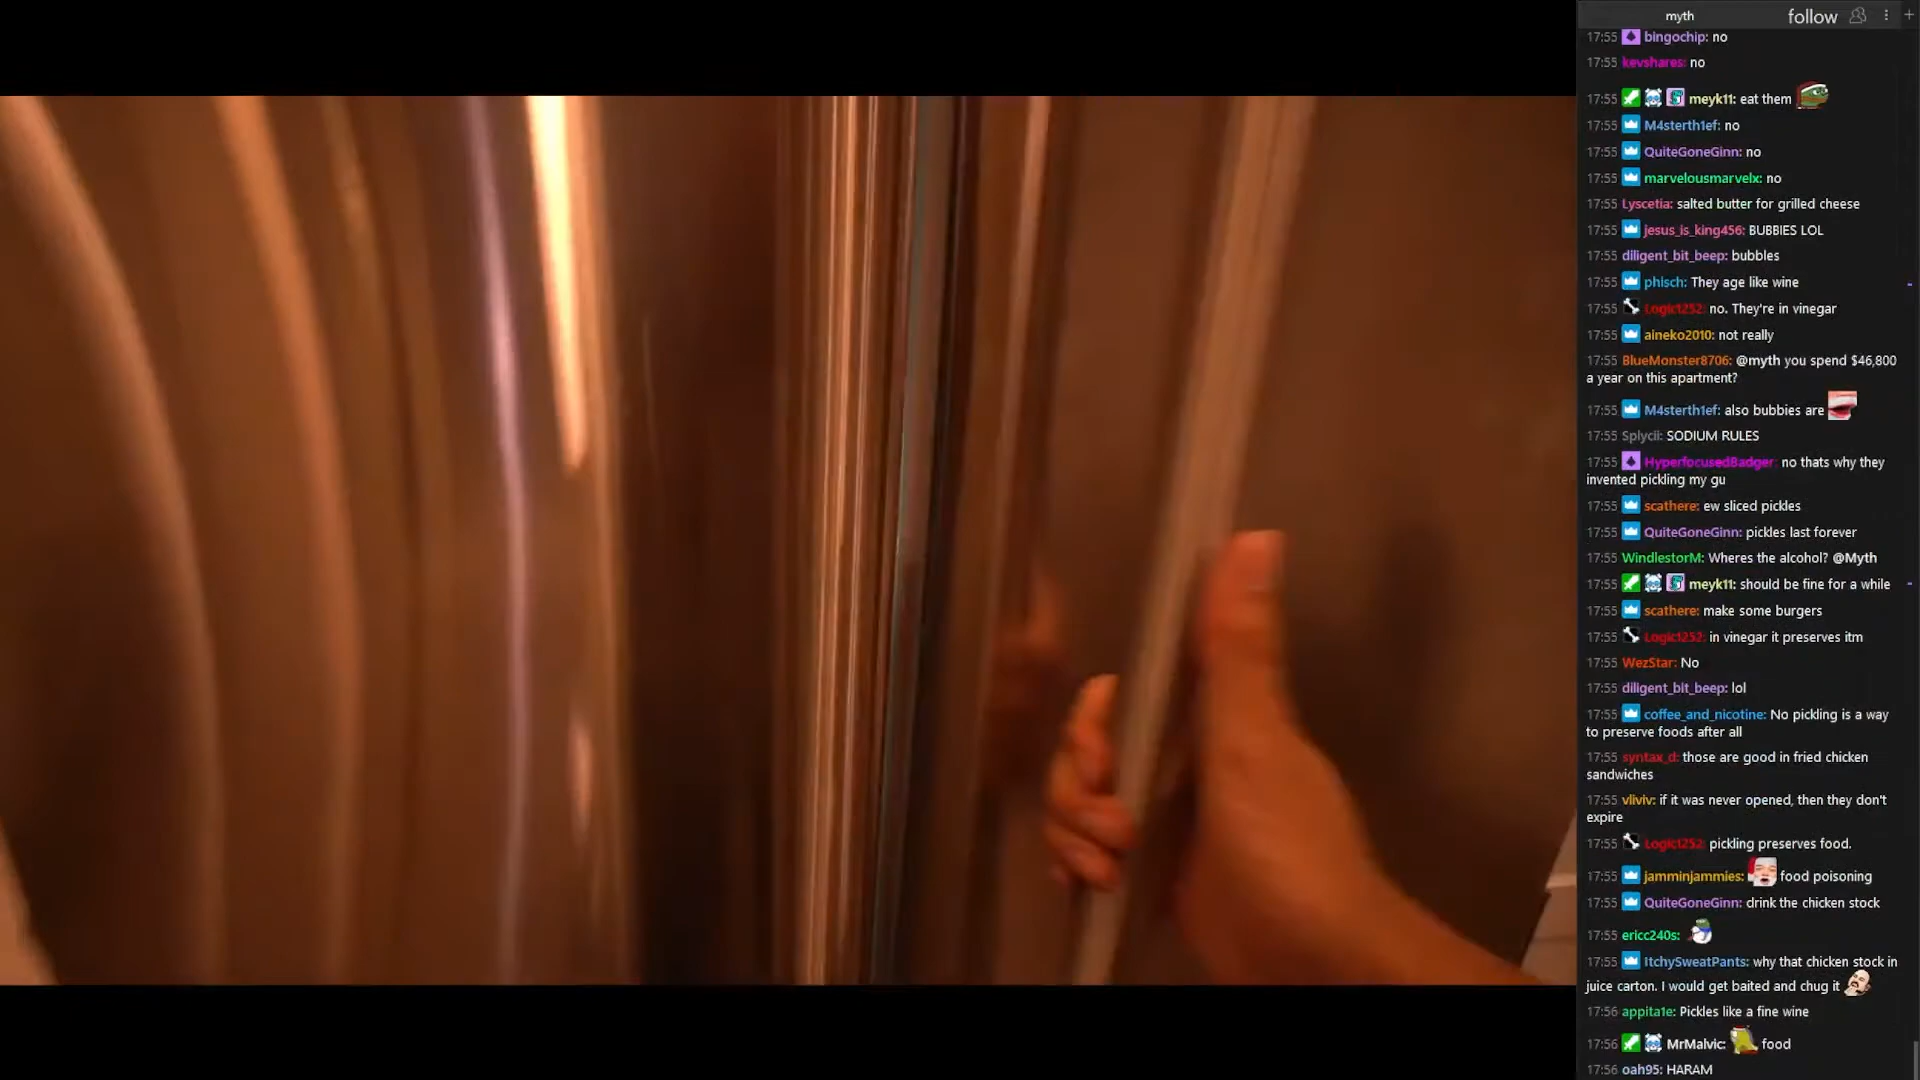 myth follow
17:55 bingochip: no
17:55 kevshares: no
17:55 meyk11: eat them
17:55 M4sterth1ef: no
17:55 QuiteGoneGinn: no
17:55 marvelousmarvelx: no
17:55 Lyscetia: salted butter for grilled cheese
17:55 jesus_is_king456: BUBBIES LOL
17:55 diligent_bit_beep: bubbles
17:55 phlsch: They age like wine
17:55 Logic1252: no. They're in vinegar
17:55 aineko2010: not really
17:55 BlueMonster8706: @myth you spend $46,800
a year on this apartment?
17:55 M4sterth1ef: also bubbies are
17:55 Splycii: SODIUM RULES
17:55 HyperfocusedBadger: no thats why they
invented pickling my gu
17:55 scathere: ew sliced pickles
17:55 QuiteGoneGinn: pickles last forever
17:55 WindlestorM: Wheres the alcohol? @Myth
17:55 meyk11: should be fine for a while
17:55 scathere: make some burgers
17:55 Logic1252: in vinegar it preserves itm
17:55 WezStar: No
17:55 diligent_bit_beep: lol
17:55 coffee_and_nicotine: No pickling is a way
to preserve foods after all
17:55 syntax_d: those are good in fried chicken
sandwiches
17:55 vliviv: if it was never opened, then they don't
expire
17:55 Logic1252: pickling preserves food.
17:55 jamminjammies: food poisoning
17:55 QuiteGoneGinn: drink the chicken stock
17:55 ericc240s:
17:55 ItchySweatPants: why that chicken stock in
juice carton. I would get baited and chug it
17:56 appita1e: Pickles like a fine wine
17:56 MrMalvic: food
17:56 oah95: HARAM